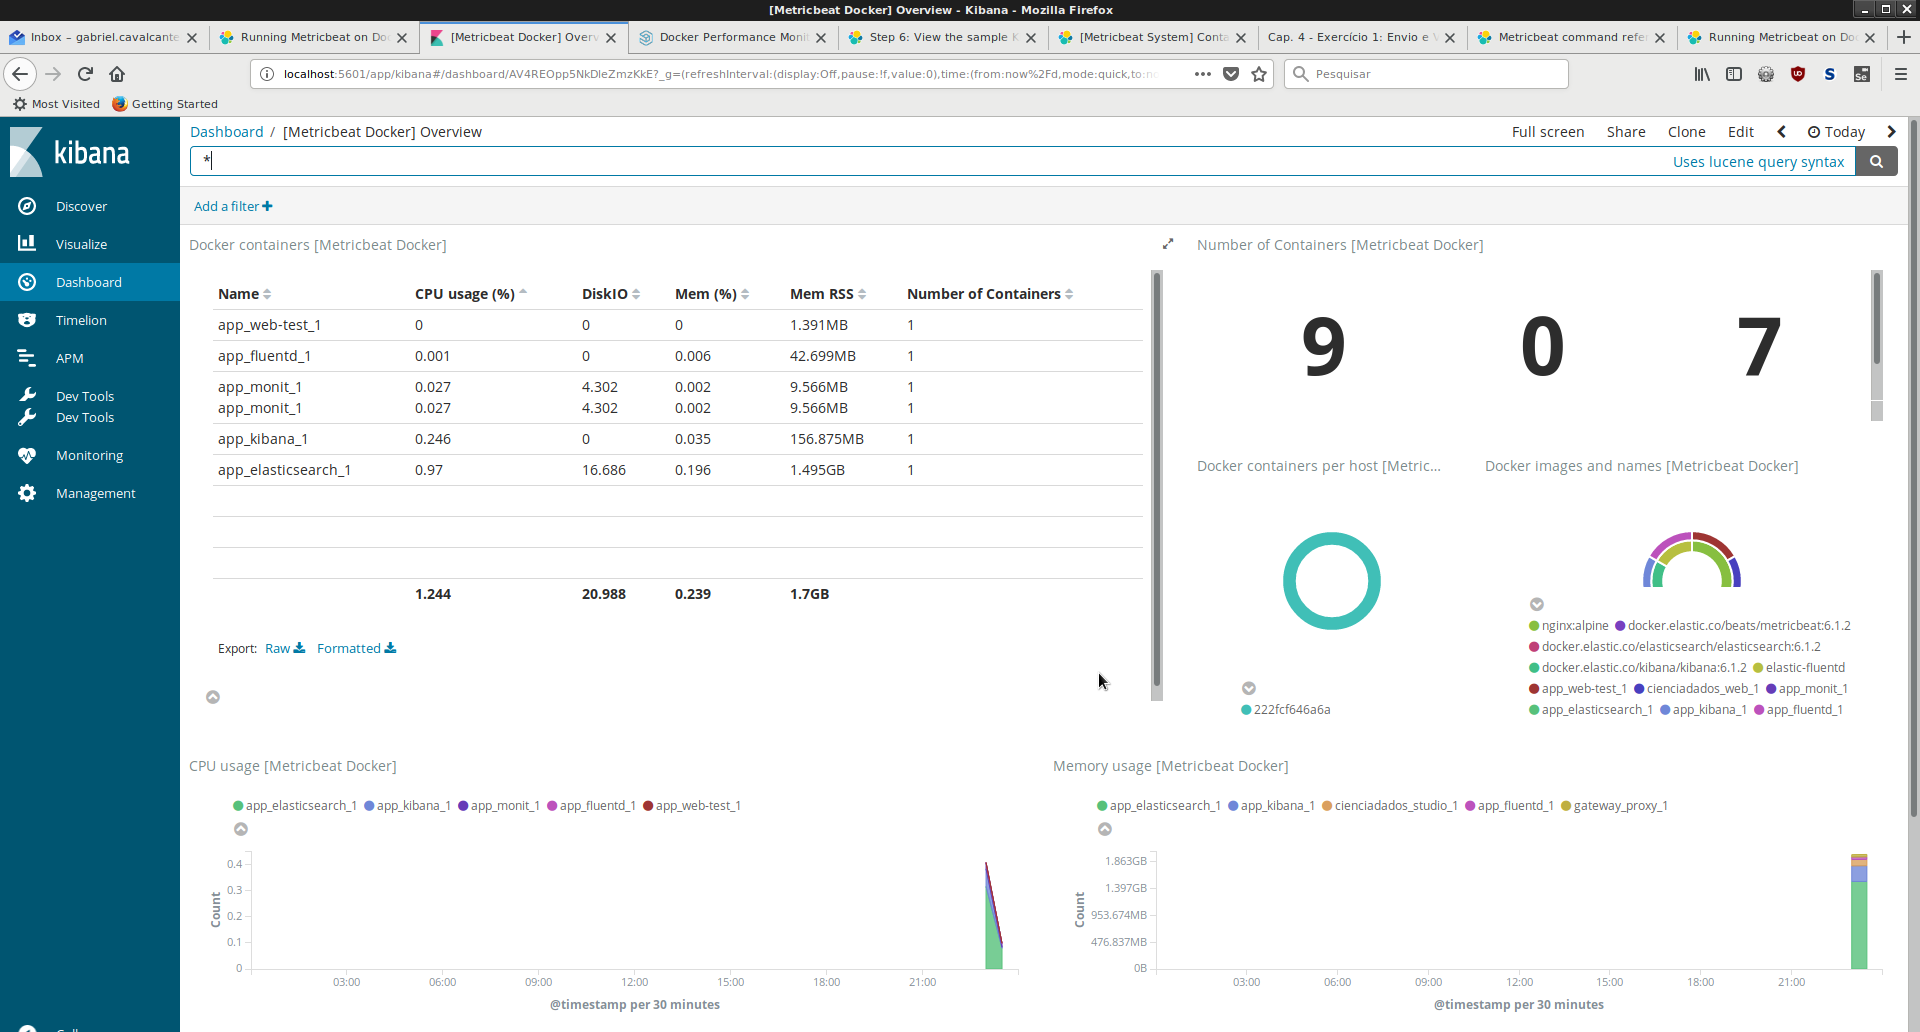 [Metricbeat Docker] Overview - Kibana - Mozilla Firefox
Inbox – gabriel.cavalcante
Running Metricbeat on Doc
[Metricbeat Docker] Overv
Docker Performance Monit
Step 6: View the sample K
[Metricbeat System] Conta
Cap. 4 - Exercício 1: Envio e V
Metricbeat command refe
Running Metricbeat on Doc
localhost:5601/app/kibana#/dashboard/AV4REOpp5NkDleZmzKkE?_g=(refreshInterval:(display:Off,pause:!f,value:0),time:(from:now%2Fd,mode:quick,to:no
Pesquisar
Most Visited
Getting Started
kibana
Discover
Visualize
Dashboard
Timelion
APM
Dev Tools
Dev Tools
Monitoring
Management
Dashboard / [Metricbeat Docker] Overview
Full screen Share Clone Edit Today
*
Uses lucene query syntax
Add a filter +
Docker containers [Metricbeat Docker]
Name CPU usage (%) DiskIO Mem (%) Mem RSS Number of Containers
app_web-test_1 0 0 0 1.391MB 1
app_fluentd_1 0.001 0 0.006 42.699MB 1
app_monit_1 0.027 4.302 0.002 9.566MB 1
app_monit_1 0.027 4.302 0.002 9.566MB 1
app_kibana_1 0.246 0 0.035 156.875MB 1
app_elasticsearch_1 0.97 16.686 0.196 1.495GB 1
1.244 20.988 0.239 1.7GB
Export: Raw Formatted
Number of Containers [Metricbeat Docker]
9 0 7
Docker containers per host [Metric...
222fcf646a6a
Docker images and names [Metricbeat Docker]
nginx:alpine docker.elastic.co/beats/metricbeat:6.1.2
docker.elastic.co/elasticsearch/elasticsearch:6.1.2
docker.elastic.co/kibana/kibana:6.1.2 elastic-fluentd
app_web-test_1 cienciadados_web_1 app_monit_1
app_elasticsearch_1 app_kibana_1 app_fluentd_1
CPU usage [Metricbeat Docker]
app_elasticsearch_1 app_kibana_1 app_monit_1 app_fluentd_1 app_web-test_1
Count
0.4
0.3
0.2
0.1
0
03:00 06:00 09:00 12:00 15:00 18:00 21:00
@timestamp per 30 minutes
Memory usage [Metricbeat Docker]
app_elasticsearch_1 app_kibana_1 cienciadados_studio_1 app_fluentd_1 gateway_proxy_1
Count
1.863GB
1.397GB
953.674MB
476.837MB
0B
03:00 06:00 09:00 12:00 15:00 18:00 21:00
@timestamp per 30 minutes